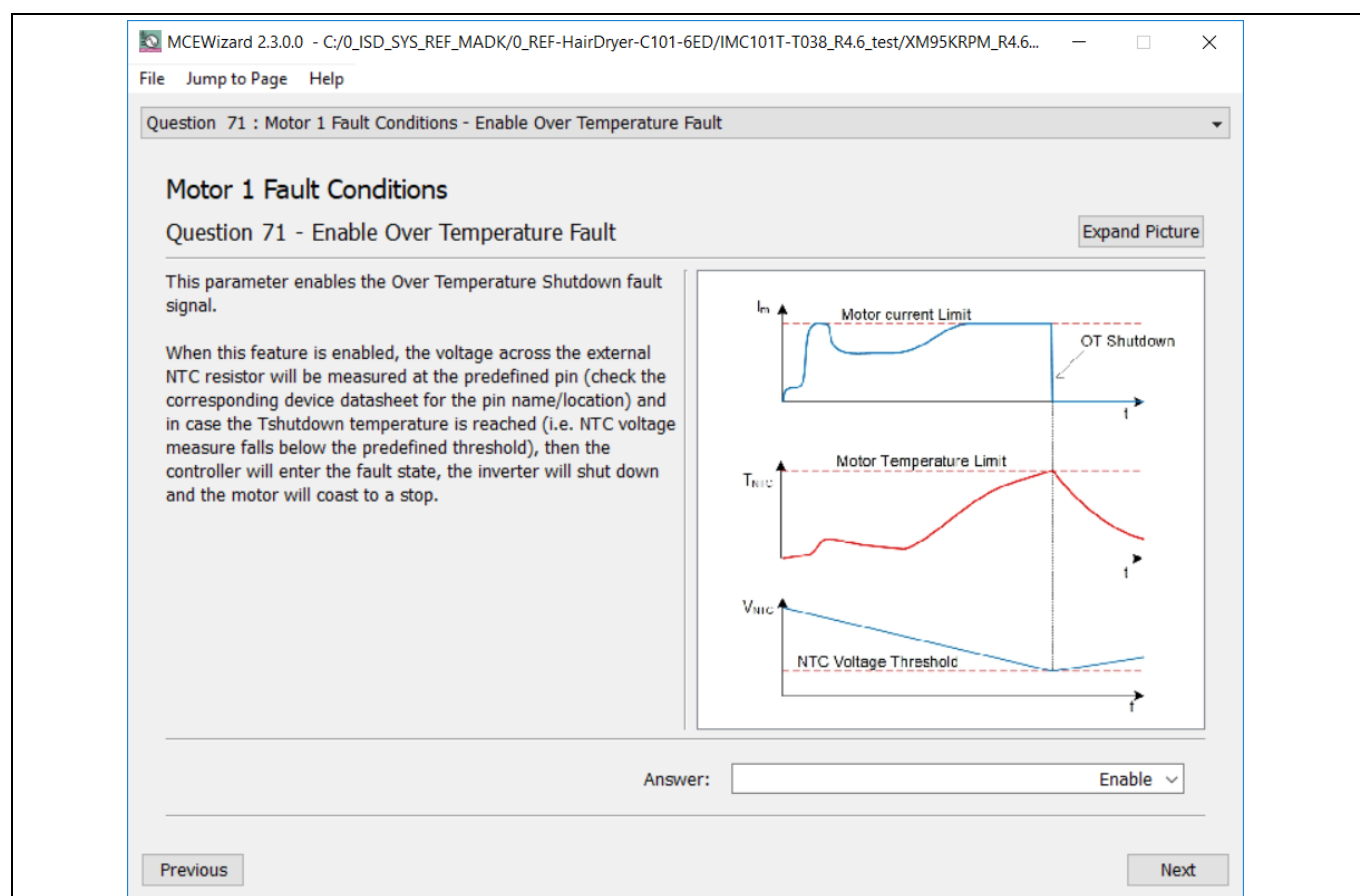 MCEWizard 2.3.0.0 - C:/0_ISD_SYS_REF_MADK/0_REF-HairDryer-C101-6ED/IMC101T-T038_R4.6_test/XM95KRPM_R4.6...
File Jump to Page Help
Question 71 : Motor 1 Fault Conditions - Enable Over Temperature Fault
Motor 1 Fault Conditions
Question 71 - Enable Over Temperature Fault
Expand Picture
This parameter enables the Over Temperature Shutdown fault
signal.
When this feature is enabled, the voltage across the external
NTC resistor will be measured at the predefined pin (check the
corresponding device datasheet for the pin name/location) and
in case the Tshutdown temperature is reached (i.e. NTC voltage
measure falls below the predefined threshold), then the
controller will enter the fault state, the inverter will shut down
and the motor will coast to a stop.
Im
Motor current Limit
OT Shutdown
t
Motor Temperature Limit
TNTC
t
VNTC
NTC Voltage Threshold
t
Answer:
Enable
Previous
Next